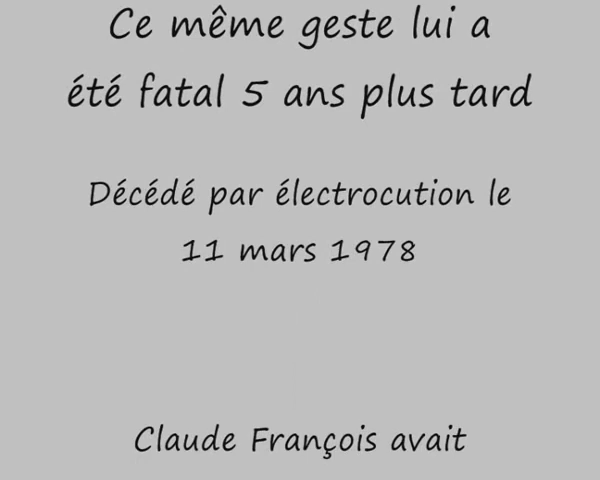 Ce même geste lui a
été fatal 5 ans plus tard
Décédé par électrocution le
11 mars 1978
Claude François avait